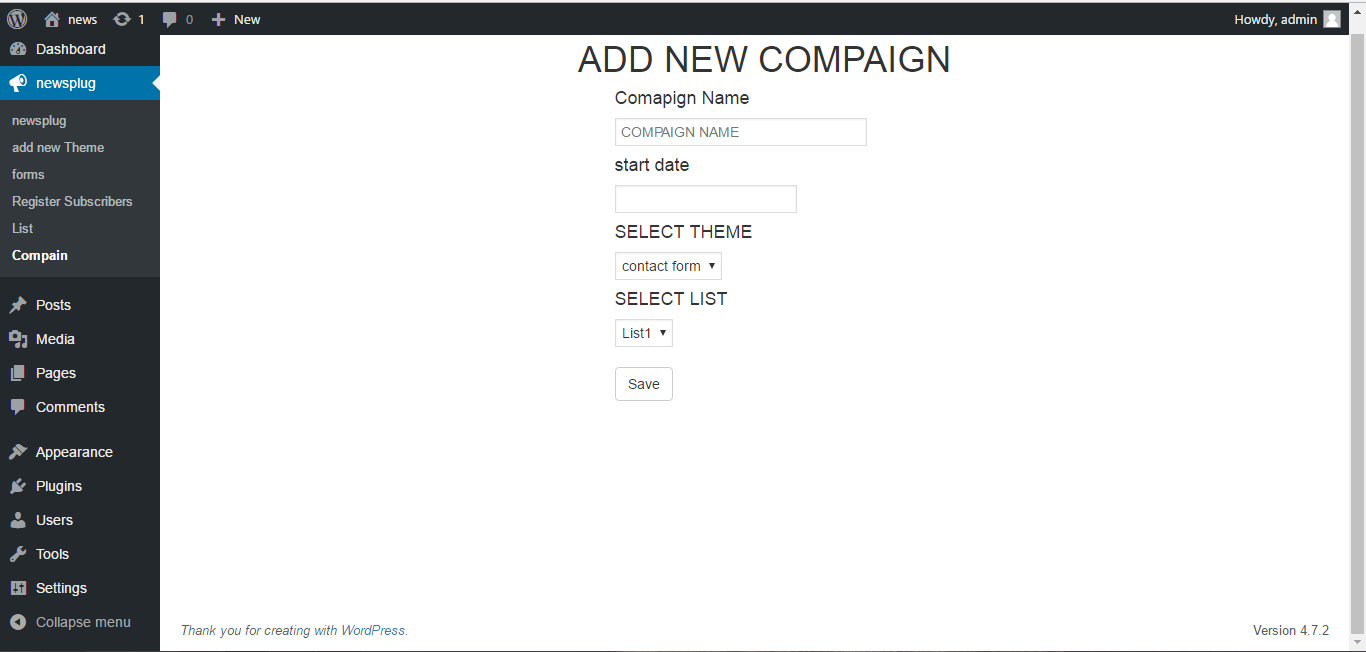 news 1 0 New Howdy, admin
Dashboard
newsplug
newsplug
add new Theme
forms
Register Subscribers
List
Compain
Posts
Media
Pages
Comments
Appearance
Plugins
Users
Tools
Settings
Collapse menu
ADD NEW COMPAIGN
Comapign Name
COMPAIGN NAME
start date
SELECT THEME
contact form
SELECT LIST
List1
Save
Thank you for creating with WordPress. Version 4.7.2